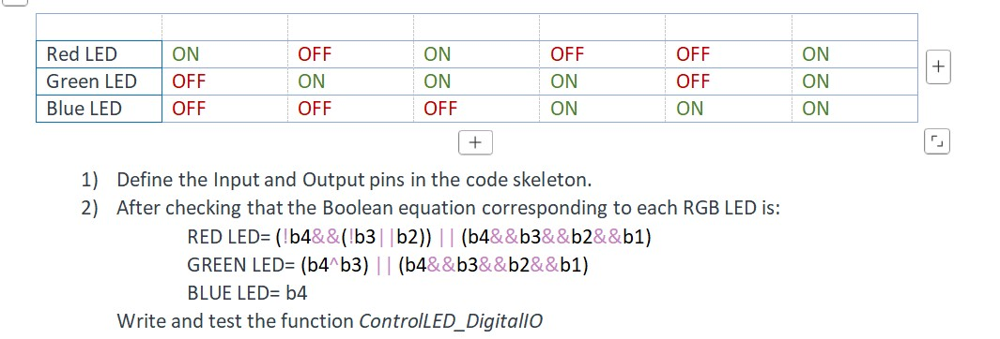 Red LED ON OFF ON OFF OFF ON
Green LED OFF ON ON ON OFF ON
Blue LED OFF OFF OFF ON ON ON
1) Define the Input and Output pins in the code skeleton.
2) After checking that the Boolean equation corresponding to each RGB LED is:
RED LED= (!b4&&(!b3||b2)) || (b4&&b3&&b2&&b1)
GREEN LED= (b4^b3) || (b4&&b3&&b2&&b1)
BLUE LED= b4
Write and test the function ControlLED_DigitalIO